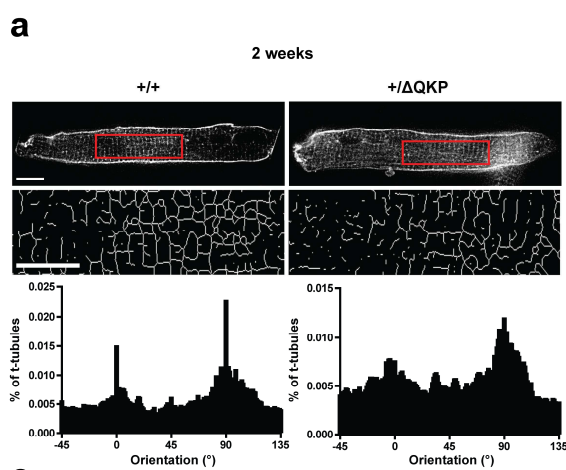 a
2 weeks
+/+
+/ΔQKP
% of t-tubules
0.025
0.020
0.015
0.010
0.005
0.000
-45 0 45 90 135
Orientation (°)
% of t-tubules
0.015
0.010
0.005
0.000
-45 0 45 90 135
Orientation (°)